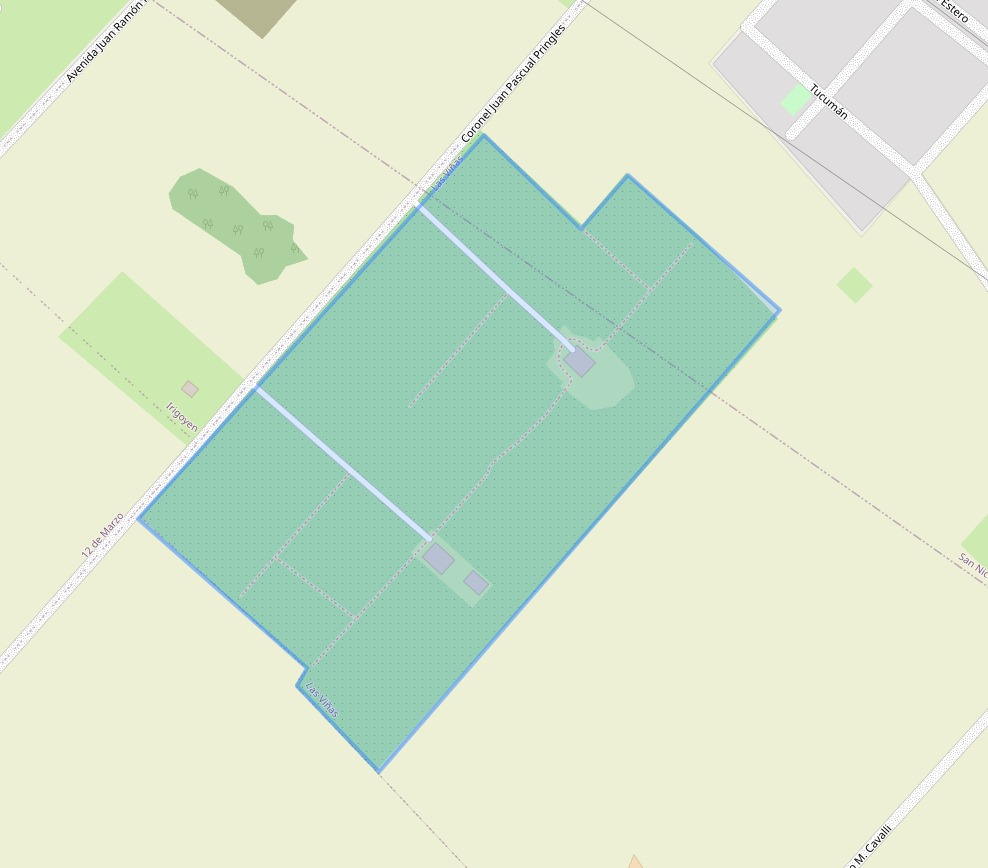 Avenida Juan Ramón
Estero
Coronel Juan Pascual Pringles
Tucumán
Las Viñas
Irigoyen
12 de Marzo
San Nic
Las Viñas
M. Cavalli